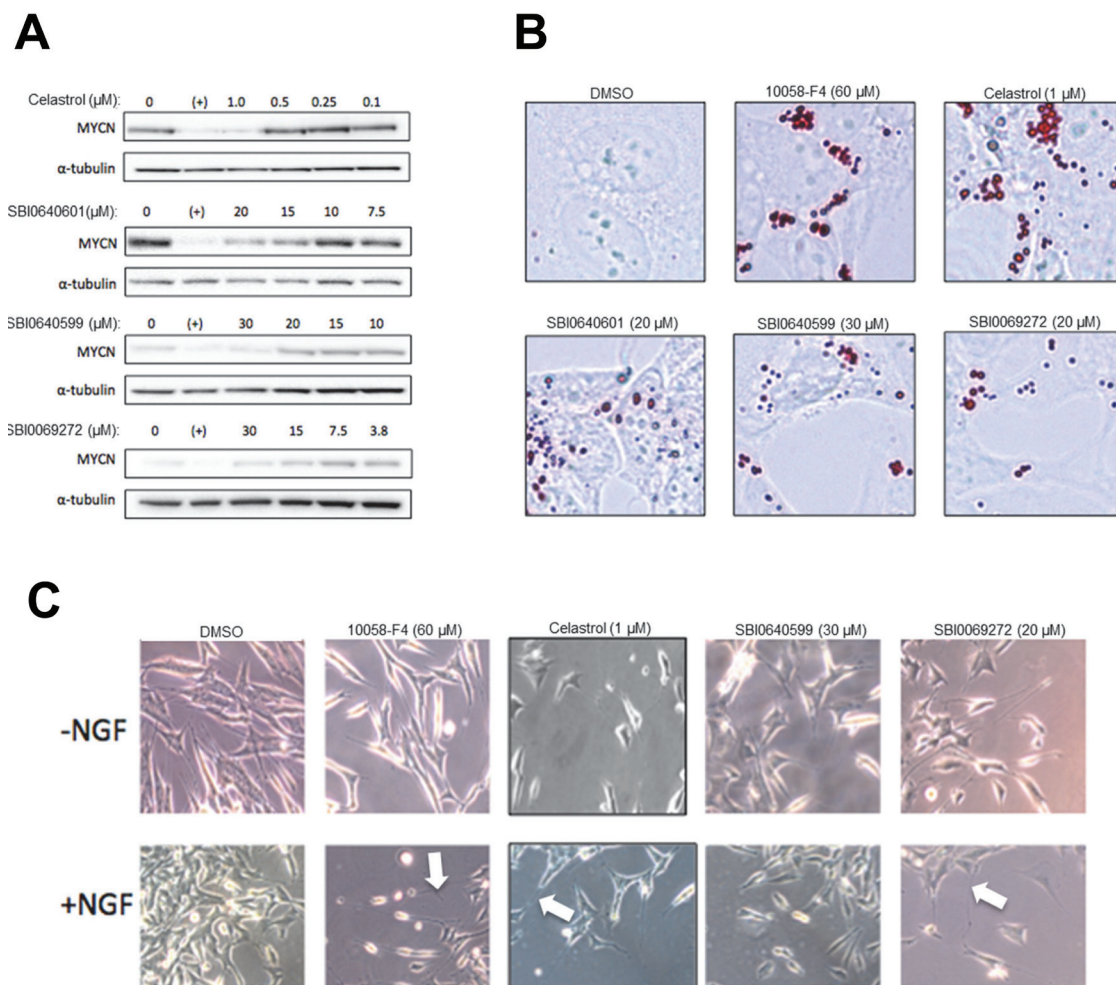 A
Celastrol (µM): 0 (+) 1.0 0.5 0.25 0.1
MYCN
α-tubulin
SBI0640601(µM): 0 (+) 20 15 10 7.5
MYCN
α-tubulin
SBI0640599 (µM): 0 (+) 30 20 15 10
MYCN
α-tubulin
SBI0069272 (µM): 0 (+) 30 15 7.5 3.8
MYCN
α-tubulin
B
DMSO 10058-F4 (60 µM) Celastrol (1 µM)
SBI0640601 (20 µM) SBI0640599 (30 µM) SBI0069272 (20 µM)
C
DMSO 10058-F4 (60 µM) Celastrol (1 µM) SBI0640599 (30 µM) SBI0069272 (20 µM)
-NGF
+NGF